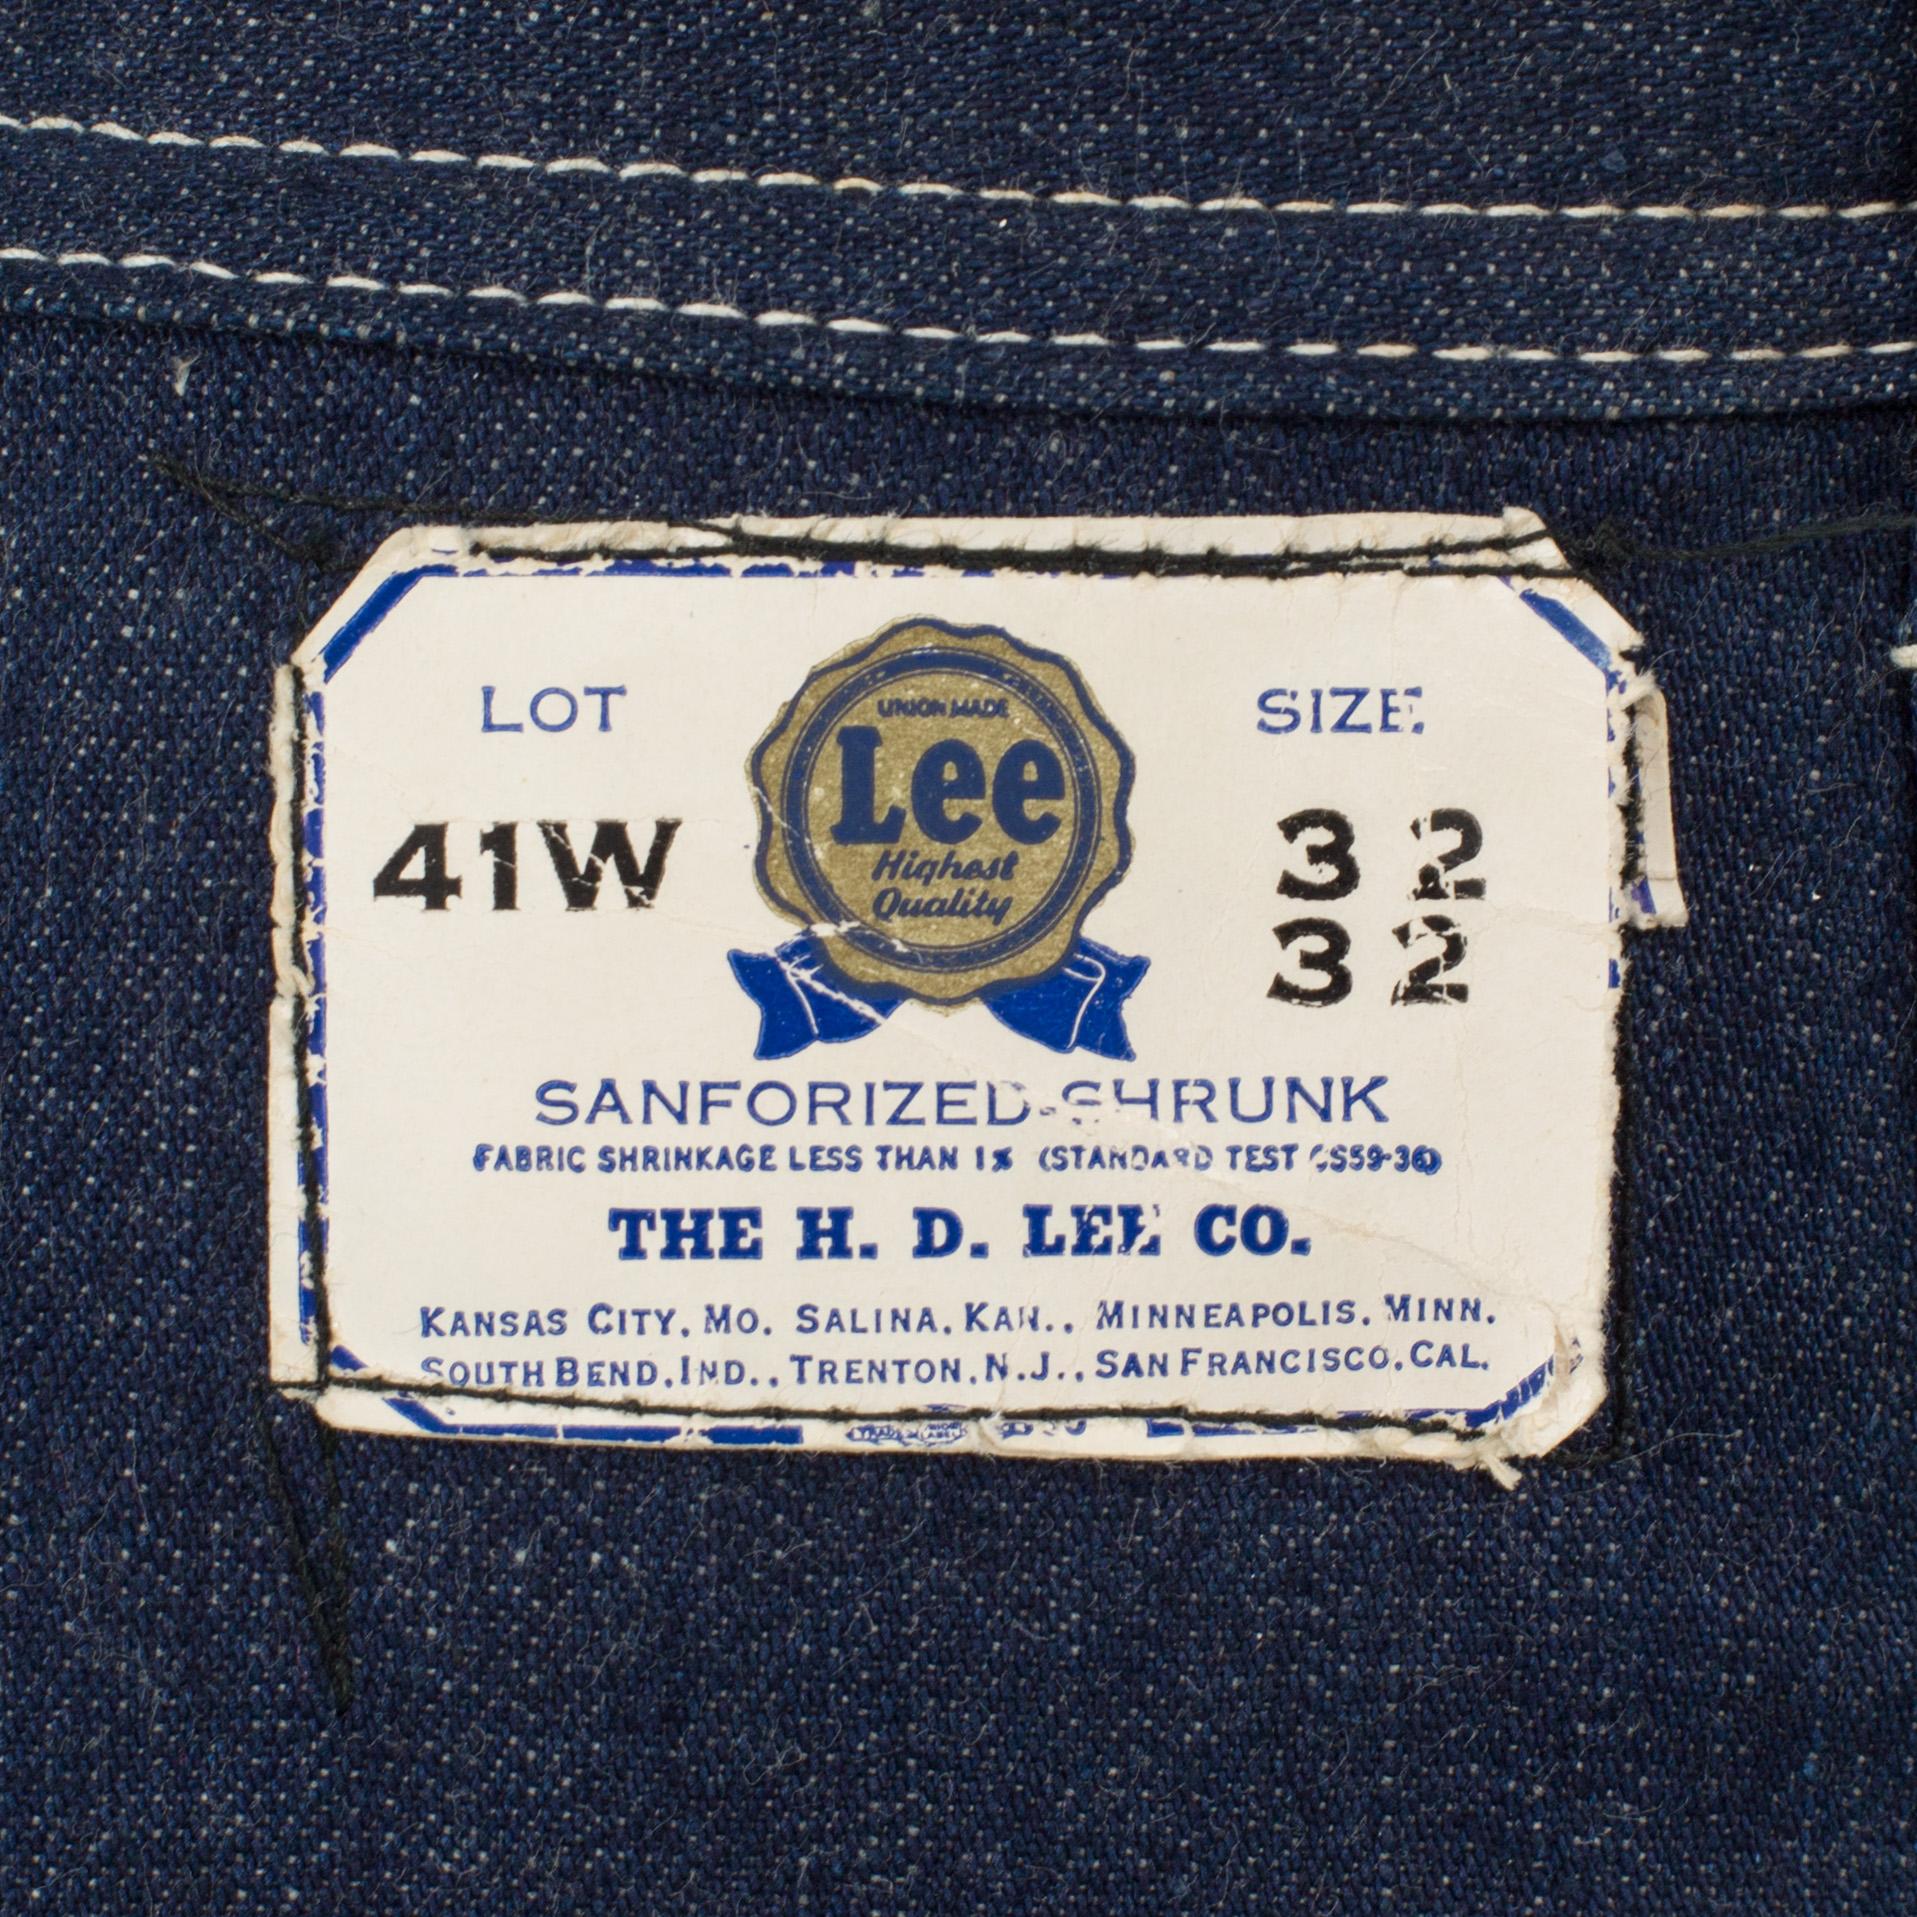 LOT
SIZE
UNION MADE
Lee
Highest
Quality
41W
32
32
SANFORIZED-SHRUNK
FABRIC SHRINKAGE LESS THAN 1% (STANDARD TEST CS59-36)
THE H. D. LEE CO.
KANSAS CITY, MO. SALINA, KAN., MINNEAPOLIS, MINN.
SOUTH BEND, IND., TRENTON, N.J., SAN FRANCISCO, CAL.